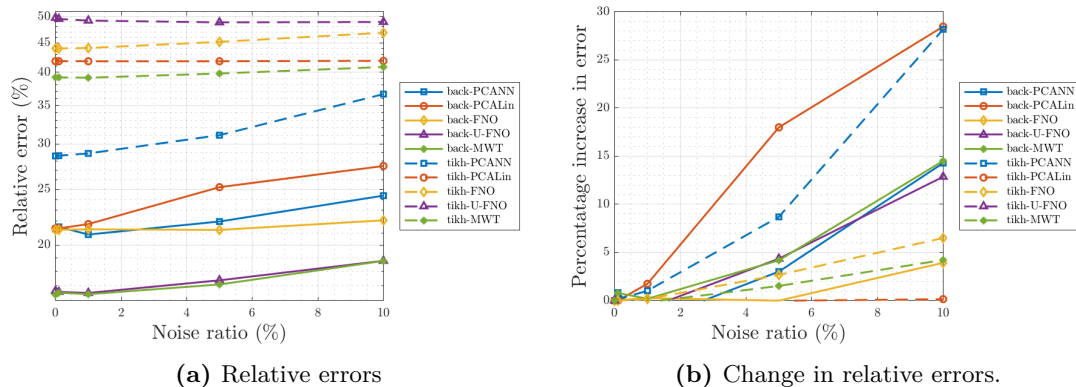 50
45
40
35
30
25
20
Relative error (%)
0
2
4
6
8
10
Noise ratio (%)
back-PCANN
back-PCALin
back-FNO
back-U-FNO
back-MWT
tikh-PCANN
tikh-PCALin
tikh-FNO
tikh-U-FNO
tikh-MWT
(a) Relative errors
30
25
20
15
10
5
0
Percentage increase in error
0
2
4
6
8
10
Noise ratio (%)
back-PCANN
back-PCALin
back-FNO
back-U-FNO
back-MWT
tikh-PCANN
tikh-PCALin
tikh-FNO
tikh-U-FNO
tikh-MWT
(b) Change in relative errors.